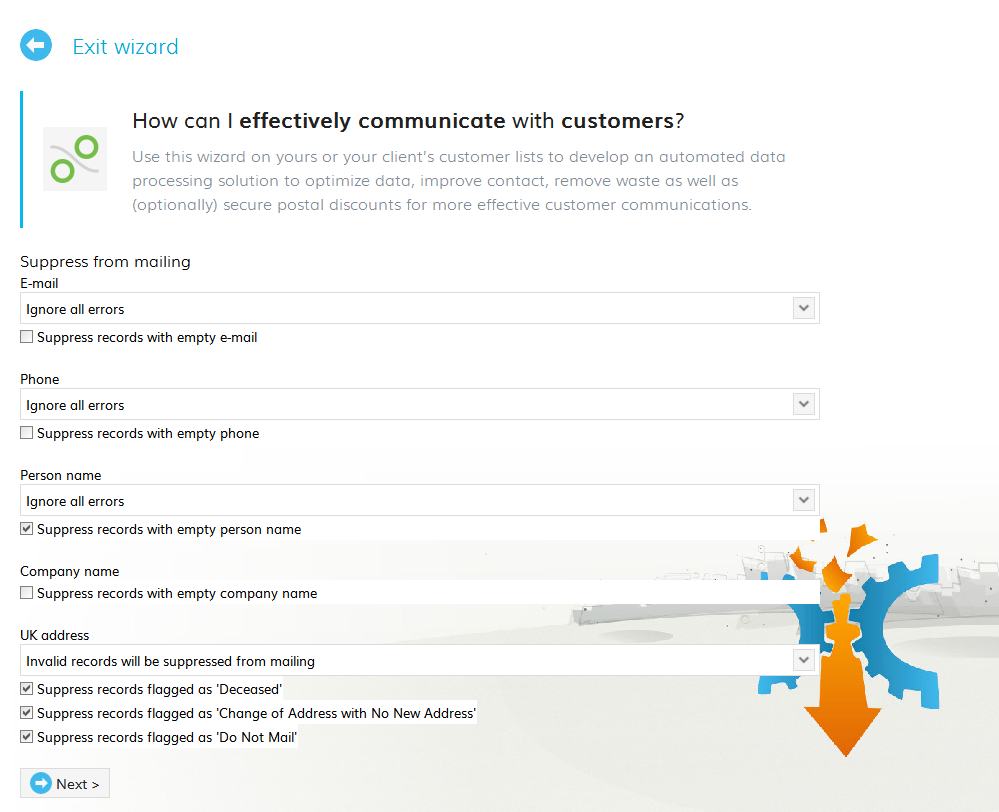 Exit wizard
How can I effectively communicate with customers?
Use this wizard on yours or your client's customer lists to develop an automated data
processing solution to optimize data, improve contact, remove waste as well as
(optionally) secure postal discounts for more effective customer communications.
Suppress from mailing
E-mail
Ignore all errors
Suppress records with empty e-mail
Phone
Ignore all errors
Suppress records with empty phone
Person name
Ignore all errors
Suppress records with empty person name
Company name
Suppress records with empty company name
UK address
Invalid records will be suppressed from mailing
Suppress records flagged as 'Deceased'
Suppress records flagged as 'Change of Address with No New Address'
Suppress records flagged as 'Do Not Mail'
Next >